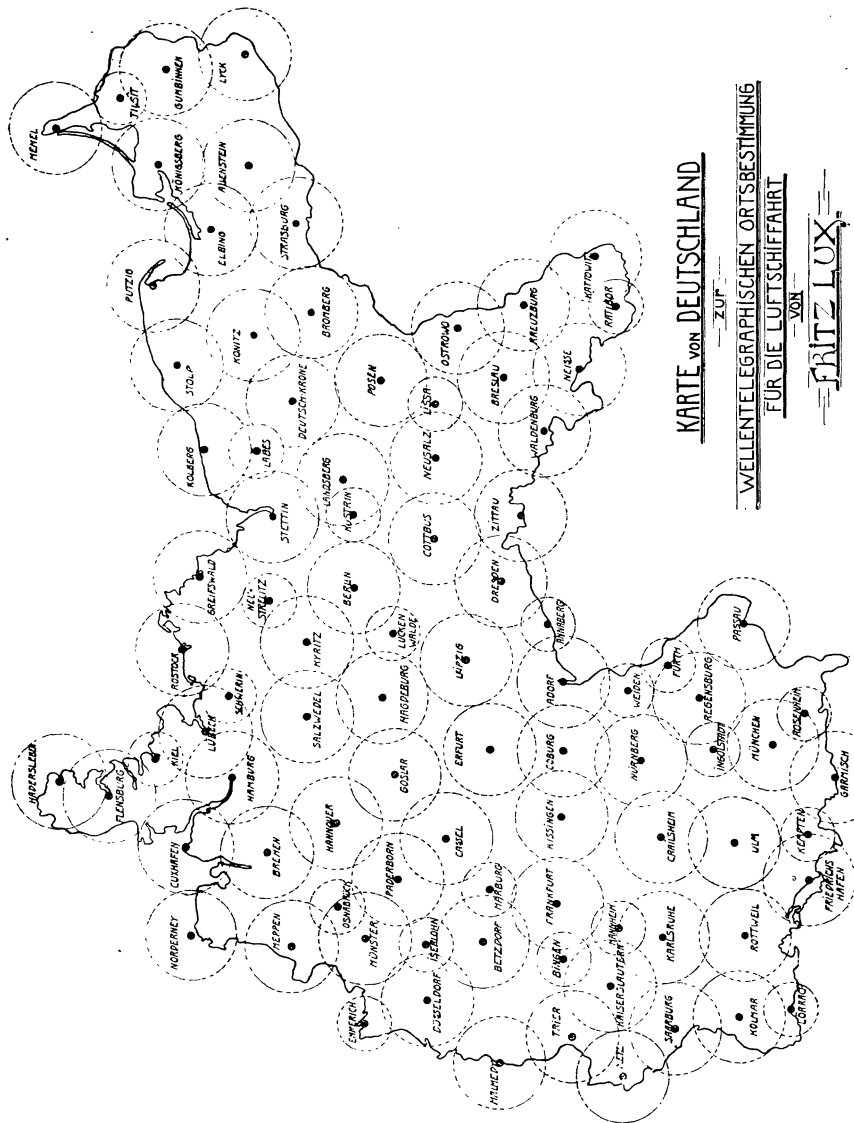 KARTE VON DEUTSCHLAND
ZUR
WELLENTELEGRAPHISCHEN ORTSBESTIMMUNG
FÜR DIE LUFTSCHIFFAHRT
VON
FRITZ LUX
MEMEL
TILSIT
GUMBINNEN
LYCK
KÖNIGSBERG
ALLENSTEIN
ELBING
STRASBURG
PUTZIG
STOLP
KONITZ
BROMBERG
KOLBERG
LABES
DEUTSCH-KRONE
POSEN
OSTROWO
KREUZBURG
KATTOWITZ
RATIBOR
LISSA
BRESLAU
NEISSE
NEUSALZ
WALDENBURG
STETTIN
LANDSBERG
KÜSTRIN
COTTBUS
ZITTAU
GREIFSWALD
NEU-
STRELITZ
BERLIN
DRESDEN
ROSTOCK
KYRITZ
LUCKEN
WALDE
LEIPZIG
ANNABERG
SCHWERIN
LÜBECK
SALZWEDEL
MAGDEBURG
ADORF
WEIDEN
FÜRTH
REGENSBURG
PASSAU
HADERSLEBEN
FLENSBURG
KIEL
HAMBURG
GOSLAR
ERFURT
COBURG
NÜRNBERG
INGOLSTADT
MÜNCHEN
ROSENHEIM
GARMISCH
CUXHAFEN
BREMEN
HANNOVER
PADERBORN
CASSEL
KISSINGEN
CRAILSHEIM
ULM
KEMPTEN
FRIEDRICHS
HAFEN
NORDERNEY
MEPPEN
OSNABRÜCK
MÜNSTER
ISERLOHN
MARBURG
BETZDORF
FRANKFURT
MANNHEIM
KARLSRUHE
ROTTWEIL
EMMERICH
DÜSSELDORF
BINGEN
KAISERSLAUTERN
MALMEDY
TRIER
SAARBURG
KOLMAR
LÖRRACH